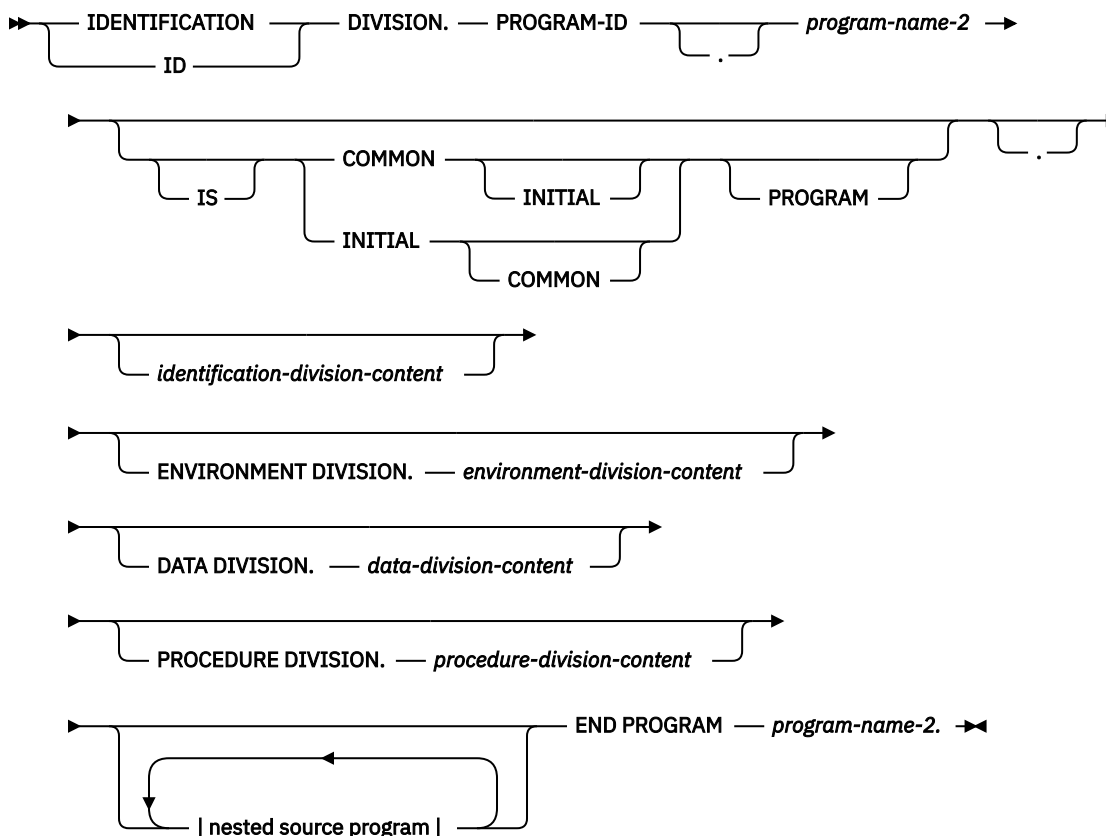 IDENTIFICATION DIVISION. PROGRAM-ID program-name-2
ID .
COMMON .
IS INITIAL PROGRAM
INITIAL
COMMON
identification-division-content
ENVIRONMENT DIVISION. environment-division-content
DATA DIVISION. data-division-content
PROCEDURE DIVISION. procedure-division-content
END PROGRAM program-name-2.
| nested source program |